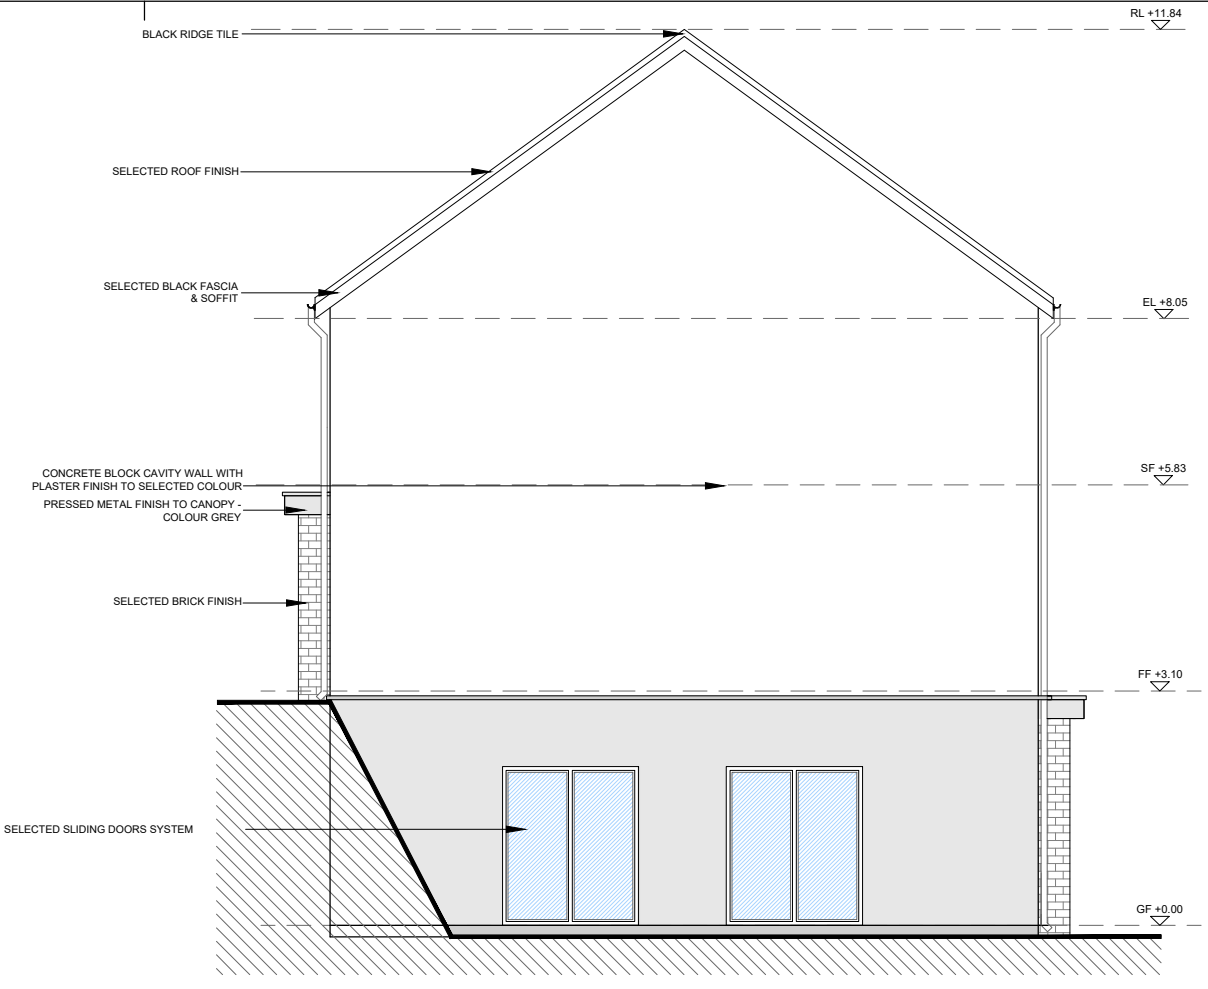 RL +11.84
BLACK RIDGE TILE
SELECTED ROOF FINISH
SELECTED BLACK FASCIA
& SOFFIT
EL +8.05
CONCRETE BLOCK CAVITY WALL WITH
PLASTER FINISH TO SELECTED COLOUR
SF +5.83
PRESSED METAL FINISH TO CANOPY -
COLOUR GREY
SELECTED BRICK FINISH
FF +3.10
SELECTED SLIDING DOORS SYSTEM
GF +0.00